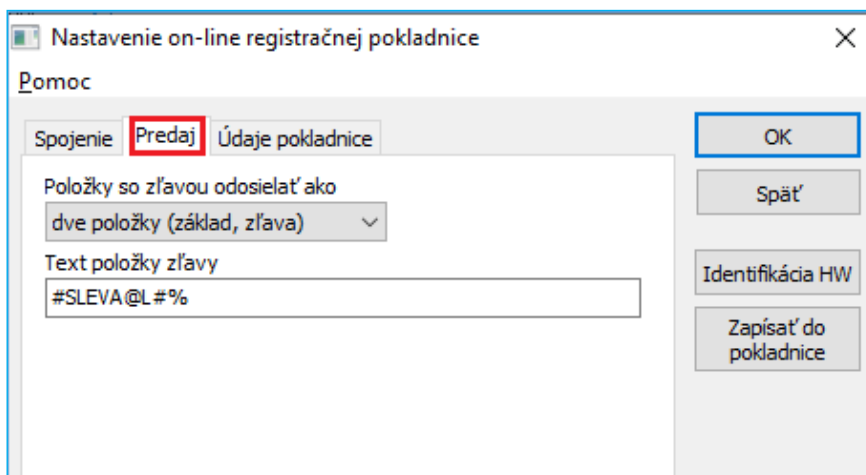 Nastavenie on-line registračnej pokladnice
Pomoc
Spojenie Predaj Údaje pokladnice
OK
Položky so zľavou odosielať ako
Späť
dve položky (základ, zľava)
Text položky zľavy
Identifikácia HW
#SLEVA@L#%
Zapísať do
pokladnice